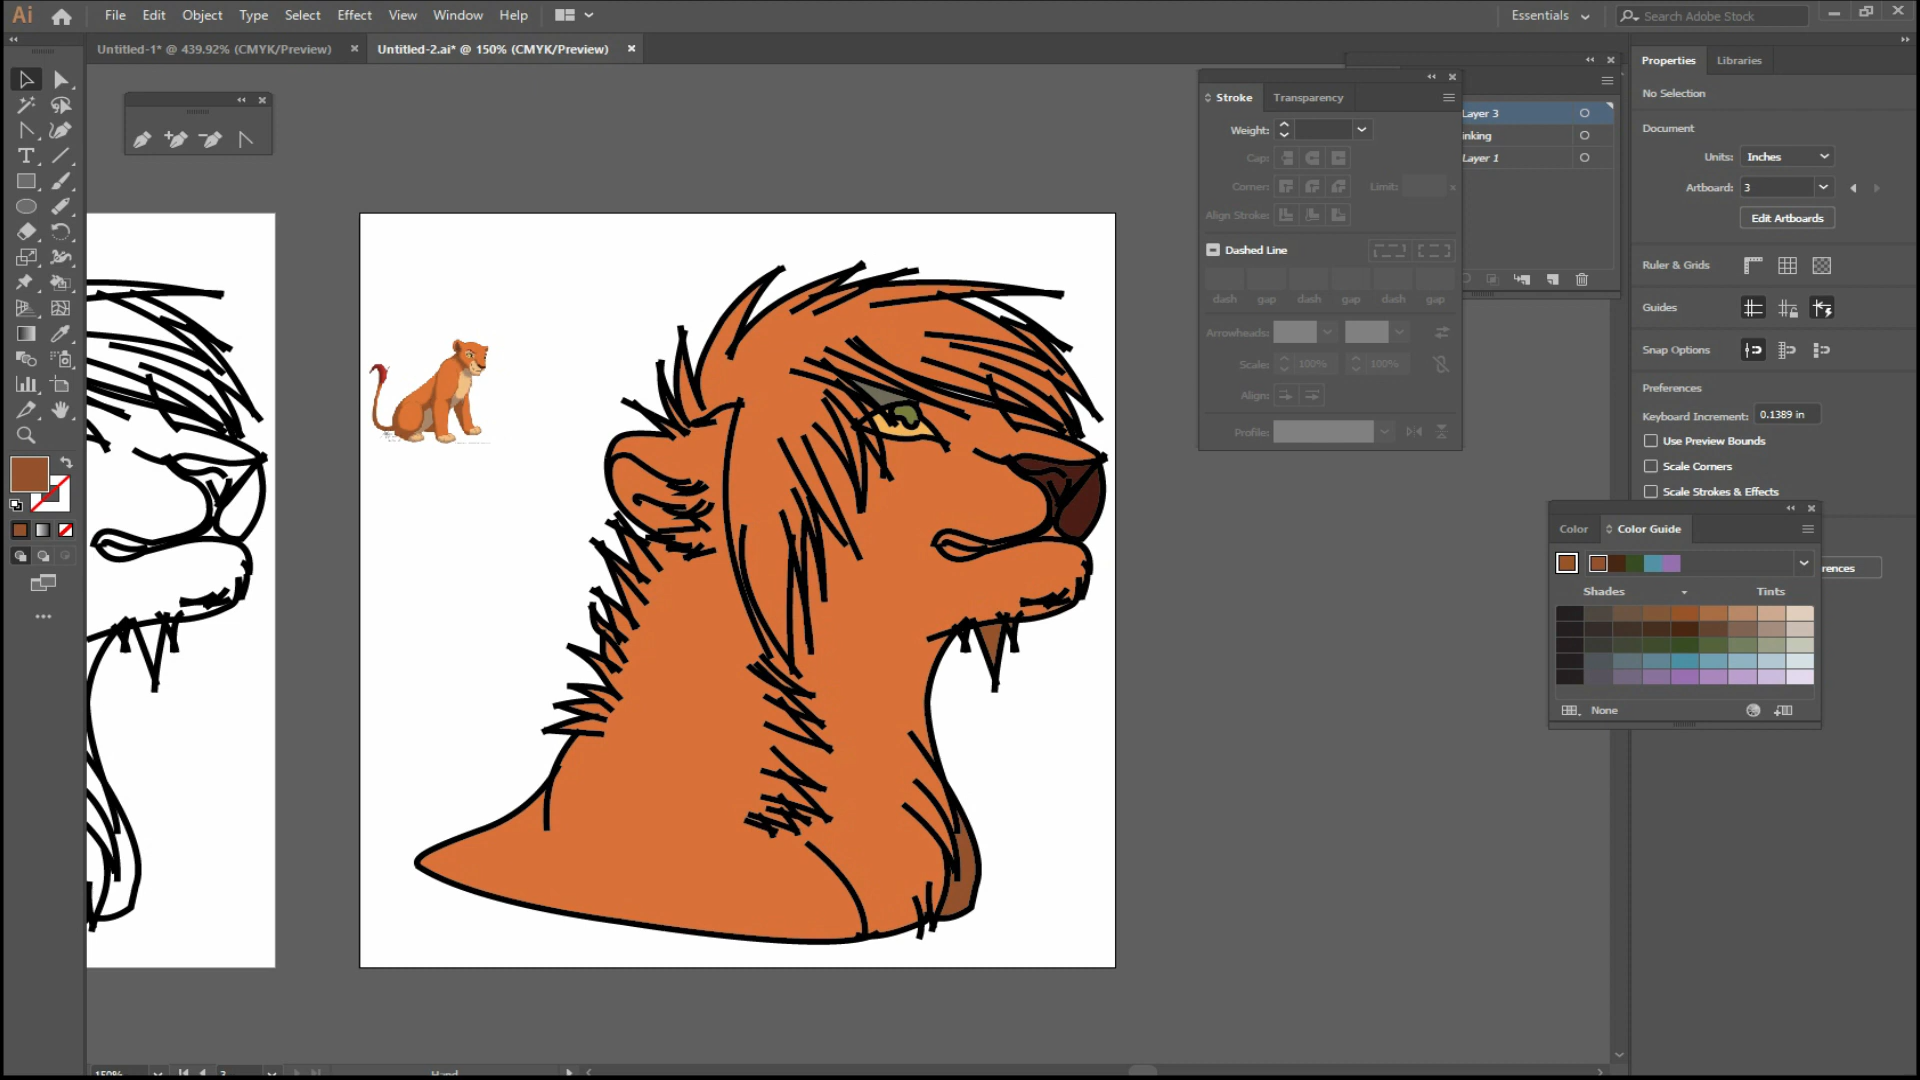 Ai File Edit Object Type Select Effect View Window Help Essentials Search Adobe Stock
Untitled-1* @ 439.92% (CMYK/Preview) × Untitled-2.ai* @ 150% (CMYK/Preview) ×
Properties Libraries
No Selection
Document
Units: Inches
Artboard: 3
Edit Artboards
Ruler & Grids
Guides
Snap Options
Preferences
Keyboard Increment: 0.1389 in
Use Preview Bounds
Scale Corners
Scale Strokes & Effects
rences
Stroke Transparency
Weight:
Cap:
Corner: Limit: x
Align Stroke:
Dashed Line
dash gap dash gap dash gap
Arrowheads:
Scale: 100% 100%
Align:
Profile:
Layer 3
inking
Layer 1
Color Color Guide
Shades Tints
None
150% 3 Hand